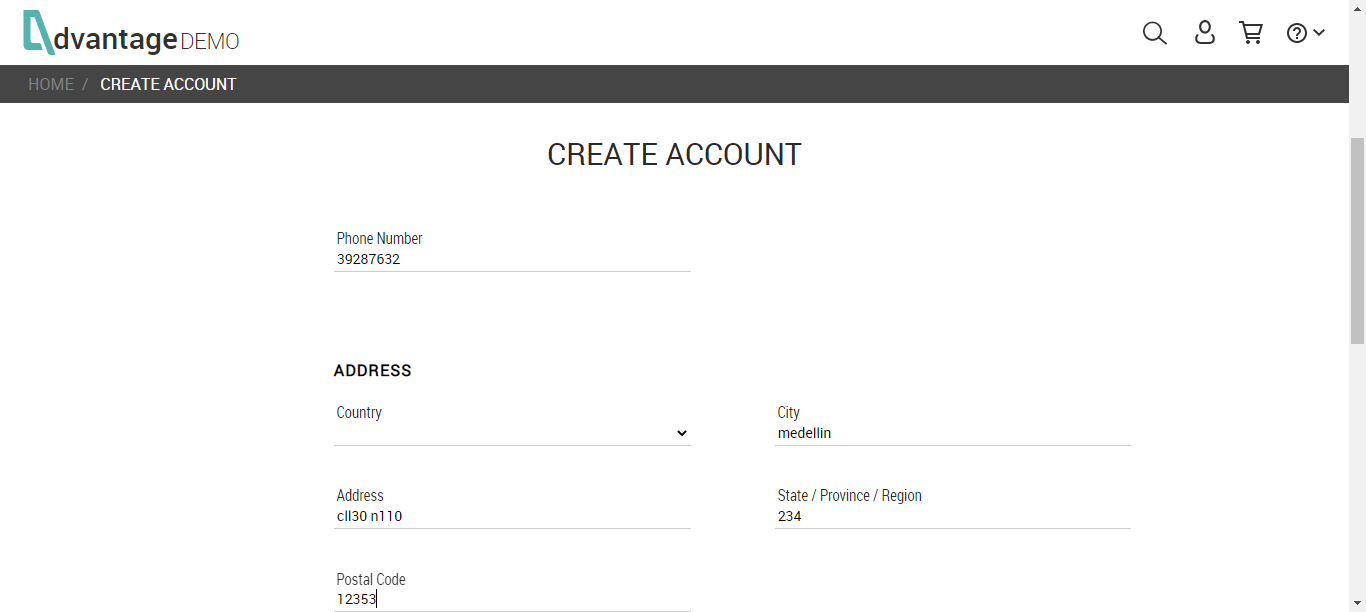 dvantage DEMO
HOME / CREATE ACCOUNT
CREATE ACCOUNT
Phone Number
39287632
ADDRESS
Country
City
medellin
Address
cll30 n110
State / Province / Region
234
Postal Code
12353